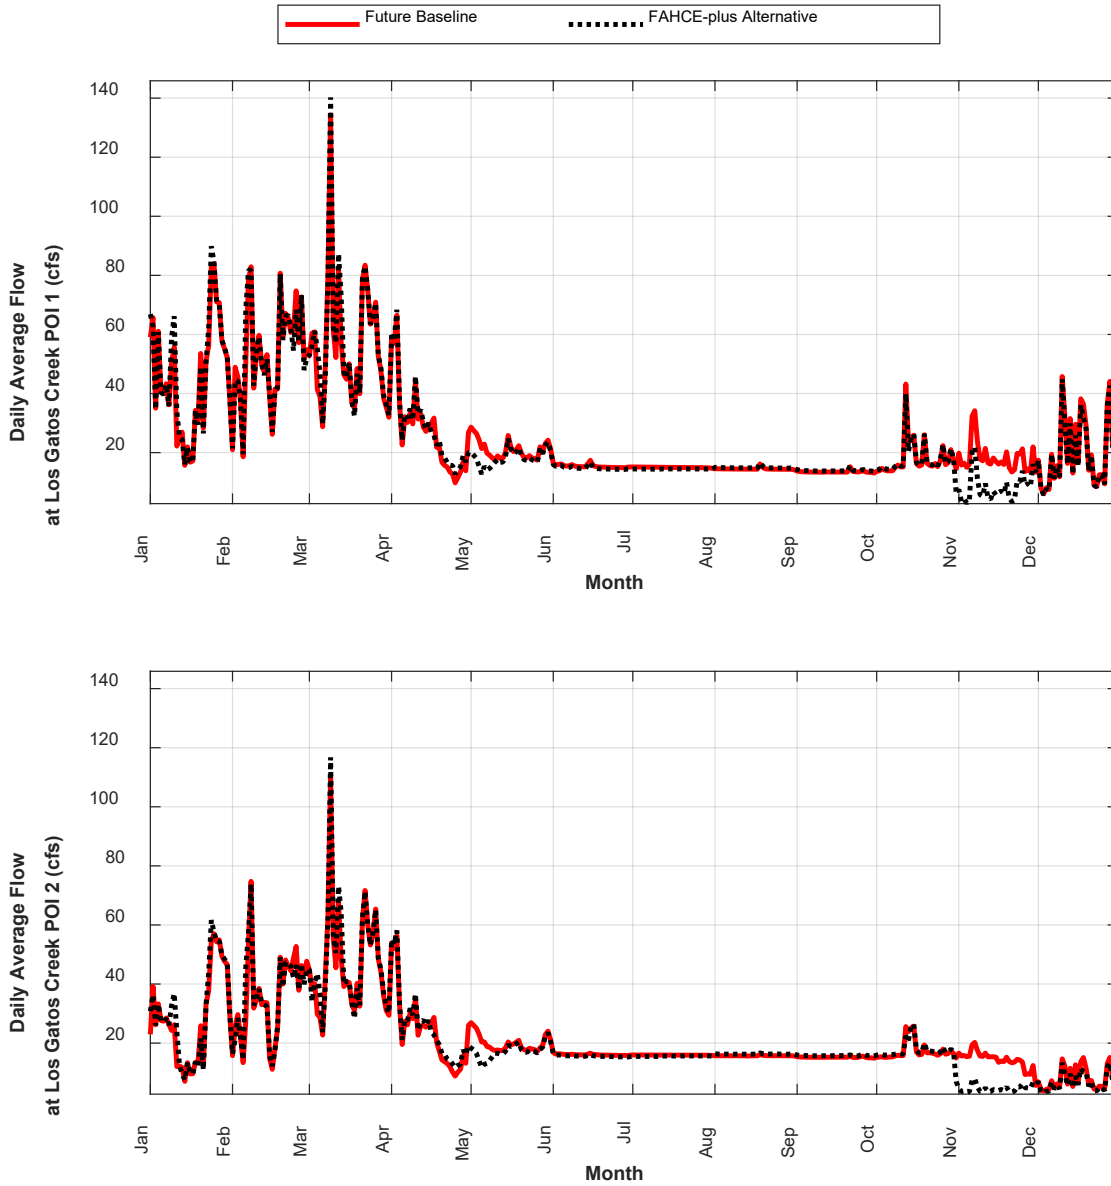 Future Baseline
FAHCE-plus Alternative
Daily Average Flow
at Los Gatos Creek POI 1 (cfs)
140
120
100
80
60
40
20
Jan
Feb
Mar
Apr
May
Jun
Jul
Aug
Sep
Oct
Nov
Dec
Month
Daily Average Flow
at Los Gatos Creek POI 2 (cfs)
140
120
100
80
60
40
20
Jan
Feb
Mar
Apr
May
Jun
Jul
Aug
Sep
Oct
Nov
Dec
Month